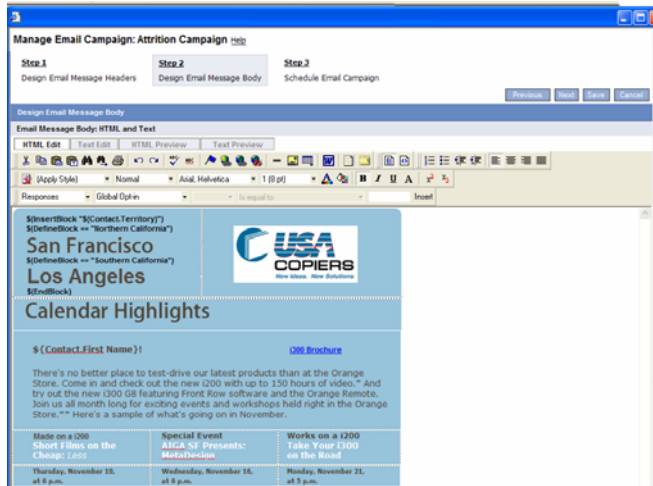 Manage Email Campaign: Attrition Campaign Help
Step 1
Step 2
Step 3
Design Email Message Headers
Design Email Message Body
Schedule Email Campaign
Previous Next Save Cancel
Design Email Message Body
Email Message Body: HTML and Text
HTML Edit Text Edit HTML Preview Text Preview
(Apply Style) Normal Arial, Helvetica 1 (8 pt) B I U A x² x₂
Responses Global Opt-in Is equal to Insert
$(InsertBlock "$(Contact.Territory)")
$(DefineBlock == "Northern California")
San Francisco
$(DefineBlock == "Southern California")
Los Angeles
$(EndBlock)
USA
COPIERS
New Ideas. New Solutions
Calendar Highlights
${Contact.First Name}!
i300 Brochure
There's no better place to test-drive our latest products than at the Orange
Store. Come in and check out the new i200 with up to 150 hours of video.* And
try out the new i300 G8 featuring Front Row software and the Orange Remote.
Join us all month long for exciting events and workshops held right in the Orange
Store.** Here's a sample of what's going on in November.
Made on a i200
Short Films on the
Cheap: Less
Special Event
AIGA SF Presents:
MetaDesign
Works on a i200
Take Your i300
on the Road
Thursday, November 10,
at 6 p.m.
Wednesday, November 16,
at 6 p.m.
Monday, November 21,
at 5 p.m.